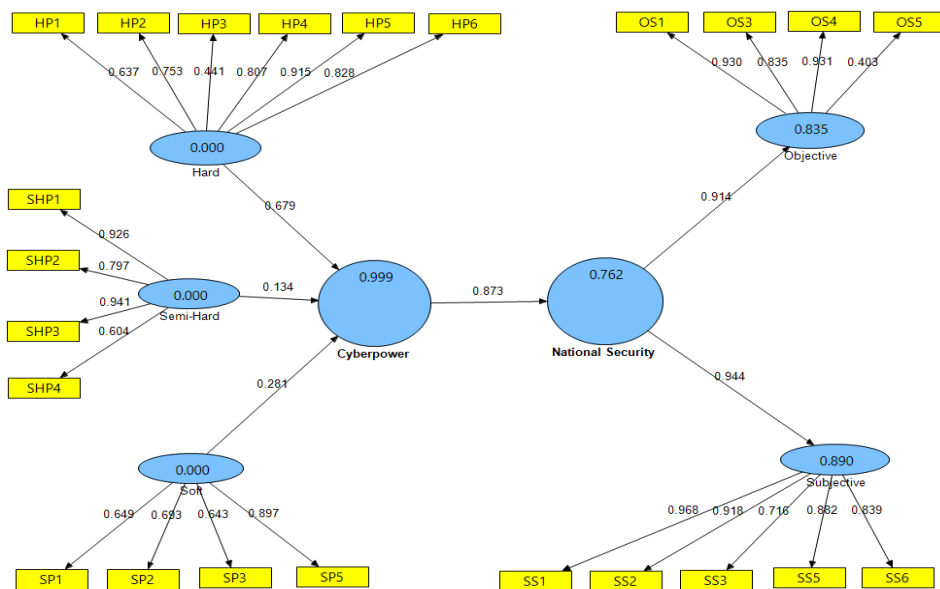 HP1 HP2 HP3 HP4 HP5 HP6
0.637 0.753 0.441 0.807 0.915 0.828
0.000
Hard
OS1 OS3 OS4 OS5
0.930 0.835 0.931 0.403
0.835
Objective
0.679
0.914
SHP1
SHP2
SHP3
SHP4
0.926
0.797
0.941
0.604
0.000
Semi-Hard
0.134
0.999
Cyberpower
0.873
0.762
National Security
0.281
0.944
0.000
Soft
0.649 0.693 0.643 0.897
SP1 SP2 SP3 SP5
0.890
Subjective
0.968 0.918 0.716 0.882 0.839
SS1 SS2 SS3 SS5 SS6